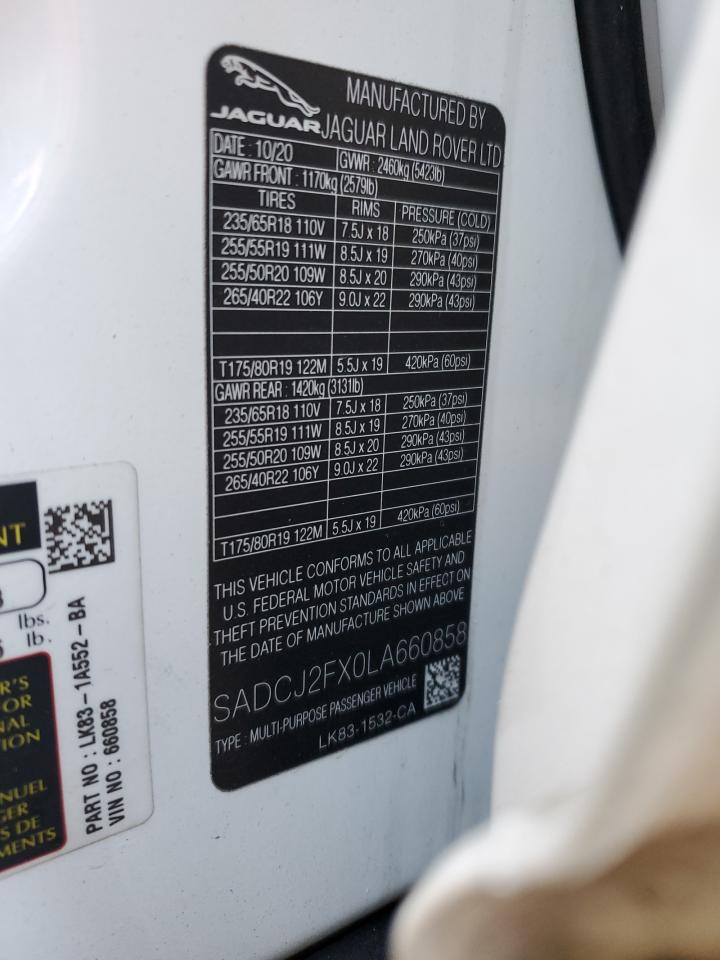 JAGUAR
MANUFACTURED BY
JAGUAR LAND ROVER LTD
DATE : 10/20 GVWR : 2460kg (5423lb)
GAWR FRONT : 1170kg (2579lb)
TIRES RIMS PRESSURE (COLD)
235/65R18 110V 7.5J x 18 250kPa (37psi)
255/55R19 111W 8.5J x 19 270kPa (40psi)
255/50R20 109W 8.5J x 20 290kPa (43psi)
265/40R22 106Y 9.0J x 22 290kPa (43psi)
T175/80R19 122M 5.5J x 19 420kPa (60psi)
GAWR REAR : 1420kg (3131lb)
235/65R18 110V 7.5J x 18 250kPa (37psi)
255/55R19 111W 8.5J x 19 270kPa (40psi)
255/50R20 109W 8.5J x 20 290kPa (43psi)
265/40R22 106Y 9.0J x 22 290kPa (43psi)
T175/80R19 122M 5.5J x 19 420kPa (60psi)
THIS VEHICLE CONFORMS TO ALL APPLICABLE
U.S. FEDERAL MOTOR VEHICLE SAFETY AND
THEFT PREVENTION STANDARDS IN EFFECT ON
THE DATE OF MANUFACTURE SHOWN ABOVE
SADCJ2FX0LA660858
TYPE : MULTI-PURPOSE PASSENGER VEHICLE
LK83-1532-CA
NT
lbs.
lb.
R'S
FOR
NAL
TION
NUEL
GER
S DE
MENTS
PART NO : LK83-1A552-BA
VIN NO : 660858